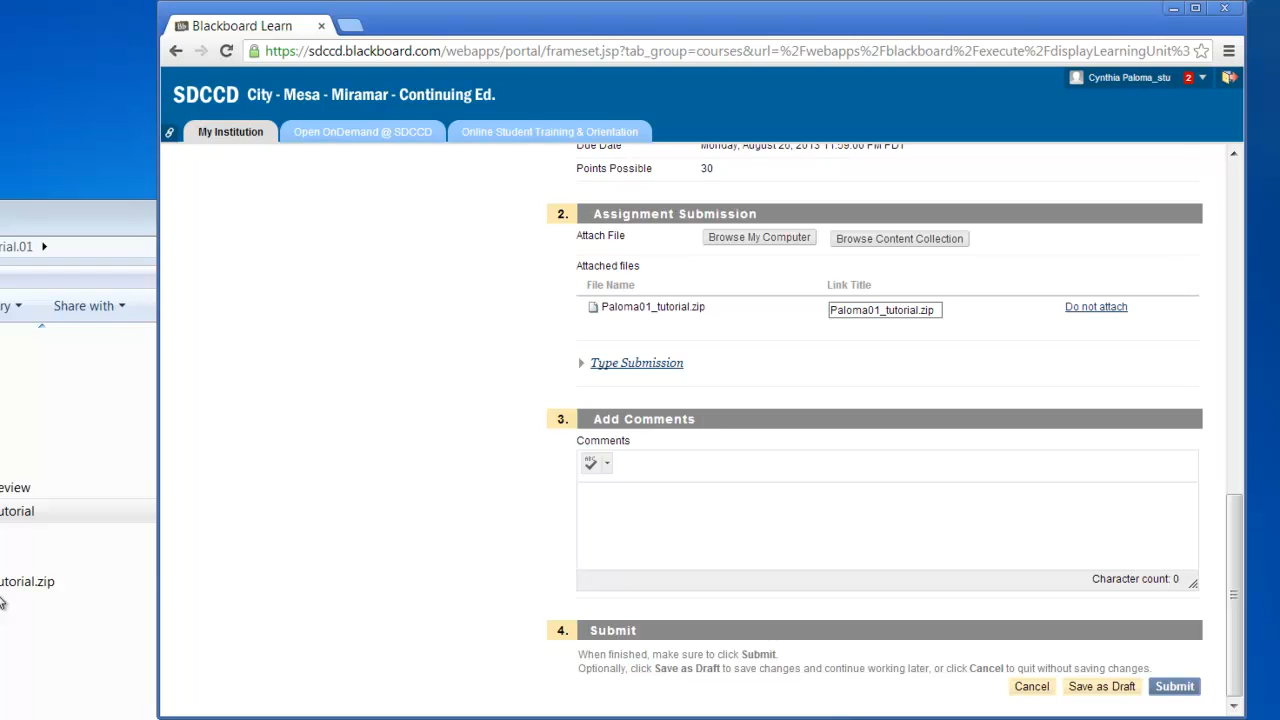 Blackboard Learn
https://sdccd.blackboard.com/webapps/portal/frameset.jsp?tab_group=courses&url=%2Fwebapps%2Fblackboard%2Fexecute%2FdisplayLearningUnit%3
Cynthia Paloma_stu 2
SDCCD City - Mesa - Miramar - Continuing Ed.
My Institution Open OnDemand @ SDCCD Online Student Training & Orientation
Due Date Monday, August 26, 2013 11:59:00 PM PDT
Points Possible 30
2. Assignment Submission
Attach File Browse My Computer Browse Content Collection
rial.01
Attached files
File Name Link Title
ry Share with
Paloma01_tutorial.zip Paloma01_tutorial.zip Do not attach
Type Submission
3. Add Comments
Comments
ABC
eview
utorial
utorial.zip
Character count: 0
4. Submit
When finished, make sure to click Submit.
Optionally, click Save as Draft to save changes and continue working later, or click Cancel to quit without saving changes.
Cancel Save as Draft Submit